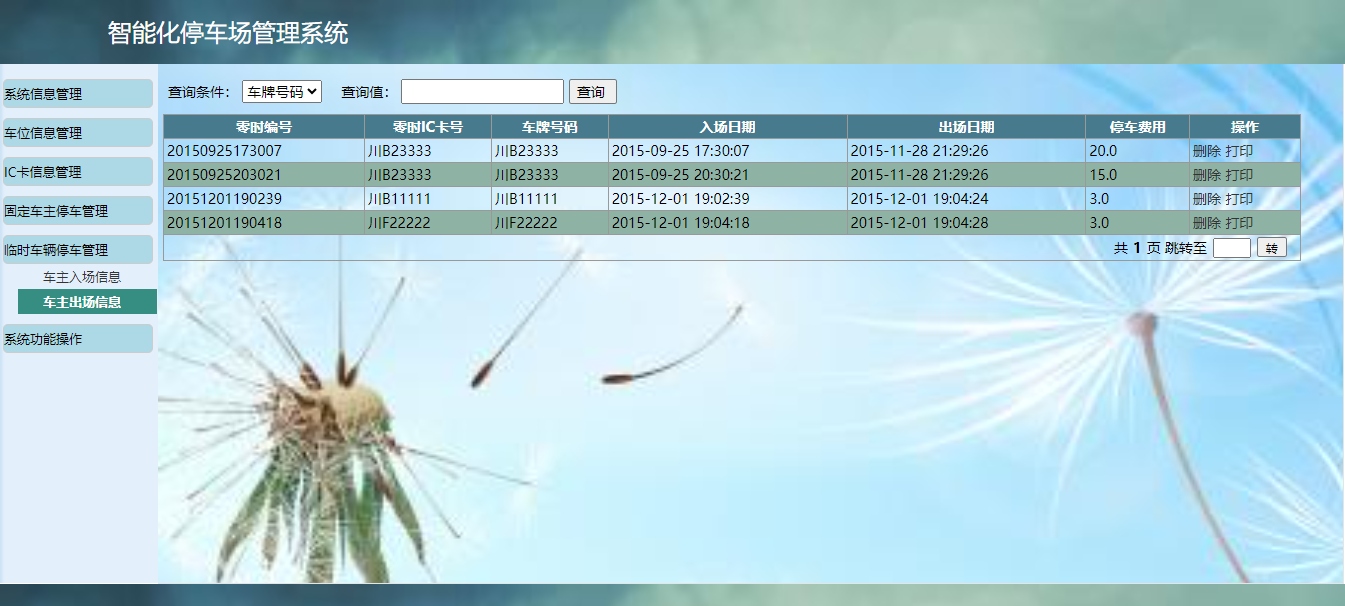 智能化停车场管理系统
系统信息管理
车位信息管理
IC卡信息管理
固定车主停车管理
临时车辆停车管理
车主入场信息
车主出场信息
系统功能操作
查询条件： 车牌号码 查询值： 查询
零时编号 零时IC卡号 车牌号码 入场日期 出场日期 停车费用 操作
20150925173007 川B23333 川B23333 2015-09-25 17:30:07 2015-11-28 21:29:26 20.0 删除 打印
20150925203021 川B23333 川B23333 2015-09-25 20:30:21 2015-11-28 21:29:26 15.0 删除 打印
20151201190239 川B11111 川B11111 2015-12-01 19:02:39 2015-12-01 19:04:24 3.0 删除 打印
20151201190418 川F22222 川F22222 2015-12-01 19:04:18 2015-12-01 19:04:28 3.0 删除 打印
共 1 页 跳转至 转